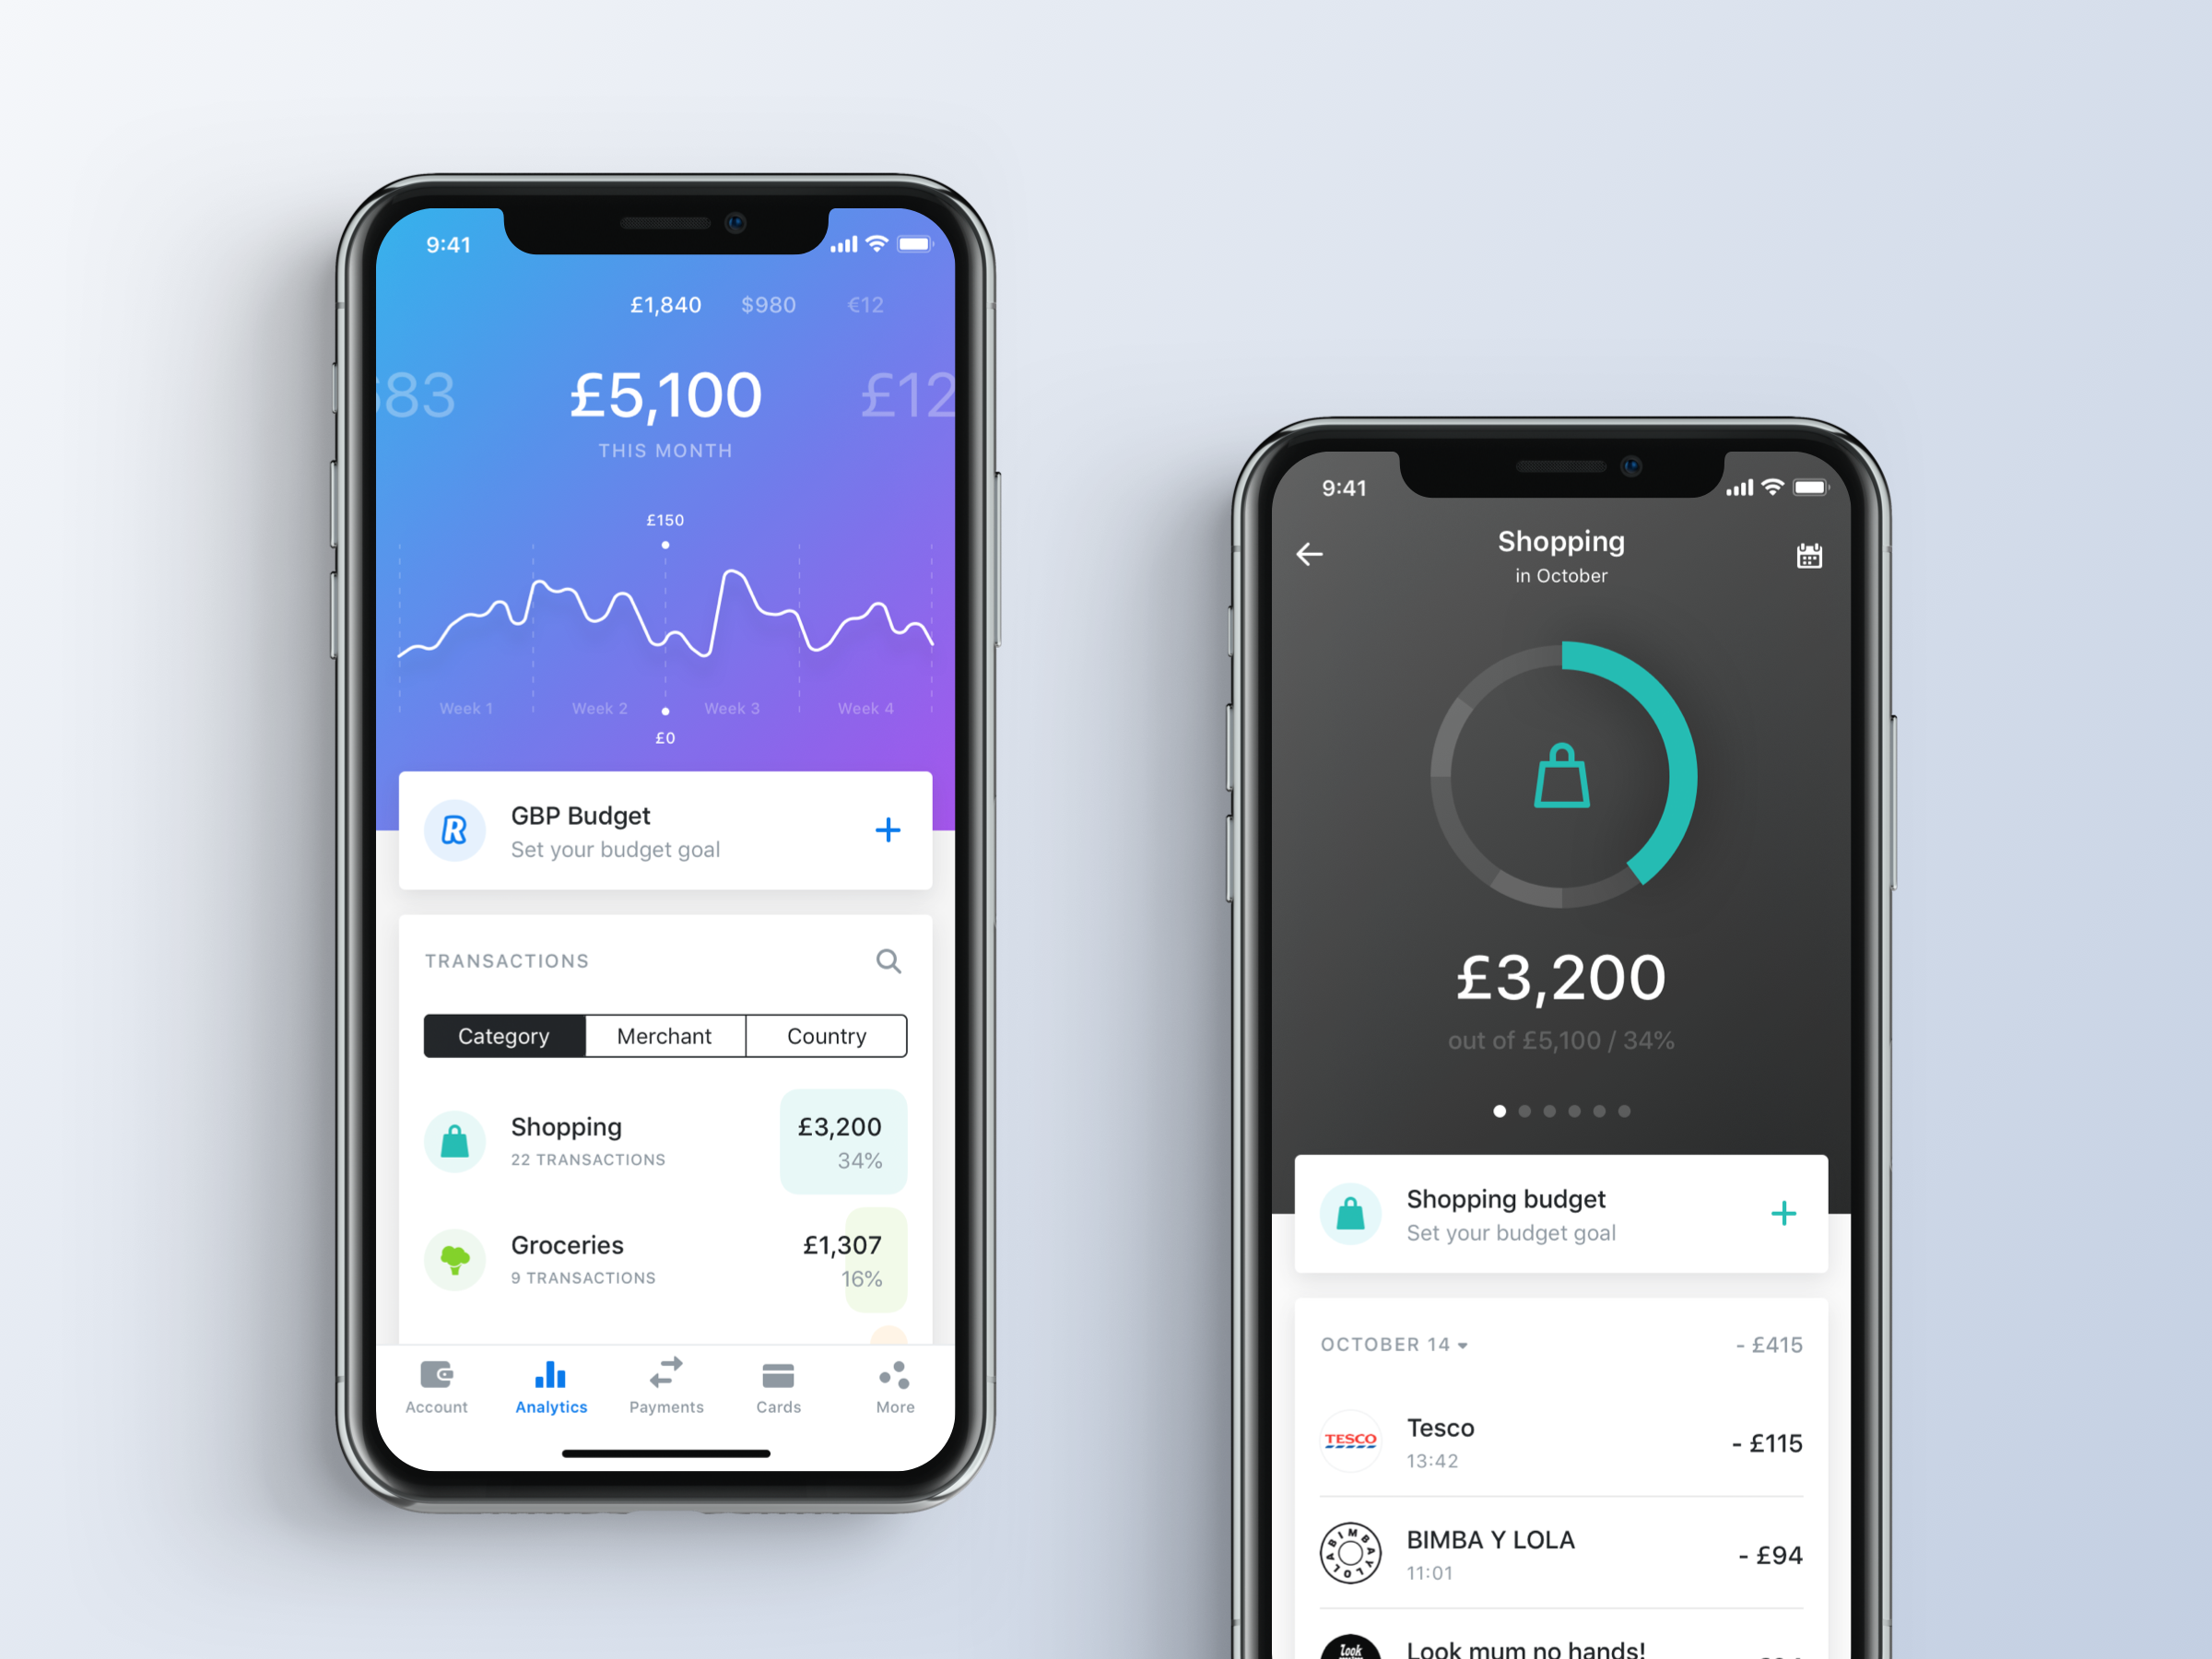 9:41
£1,840 $980 €12
83 £5,100 £12
THIS MONTH
£150
Week 1 Week 2 Week 3 Week 4
£0
R
GBP Budget
Set your budget goal
TRANSACTIONS
Category Merchant Country
Shopping £3,200
22 TRANSACTIONS 34%
Groceries £1,307
9 TRANSACTIONS 16%
Account Analytics Payments Cards More
9:41
Shopping
in October
£3,200
out of £5,100 / 34%
Shopping budget
Set your budget goal
OCTOBER 14 - £415
TESCO
Tesco - £115
13:42
BIMBA Y LOLA
BIMBA Y LOLA - £94
11:01
look
Look mum no hands!